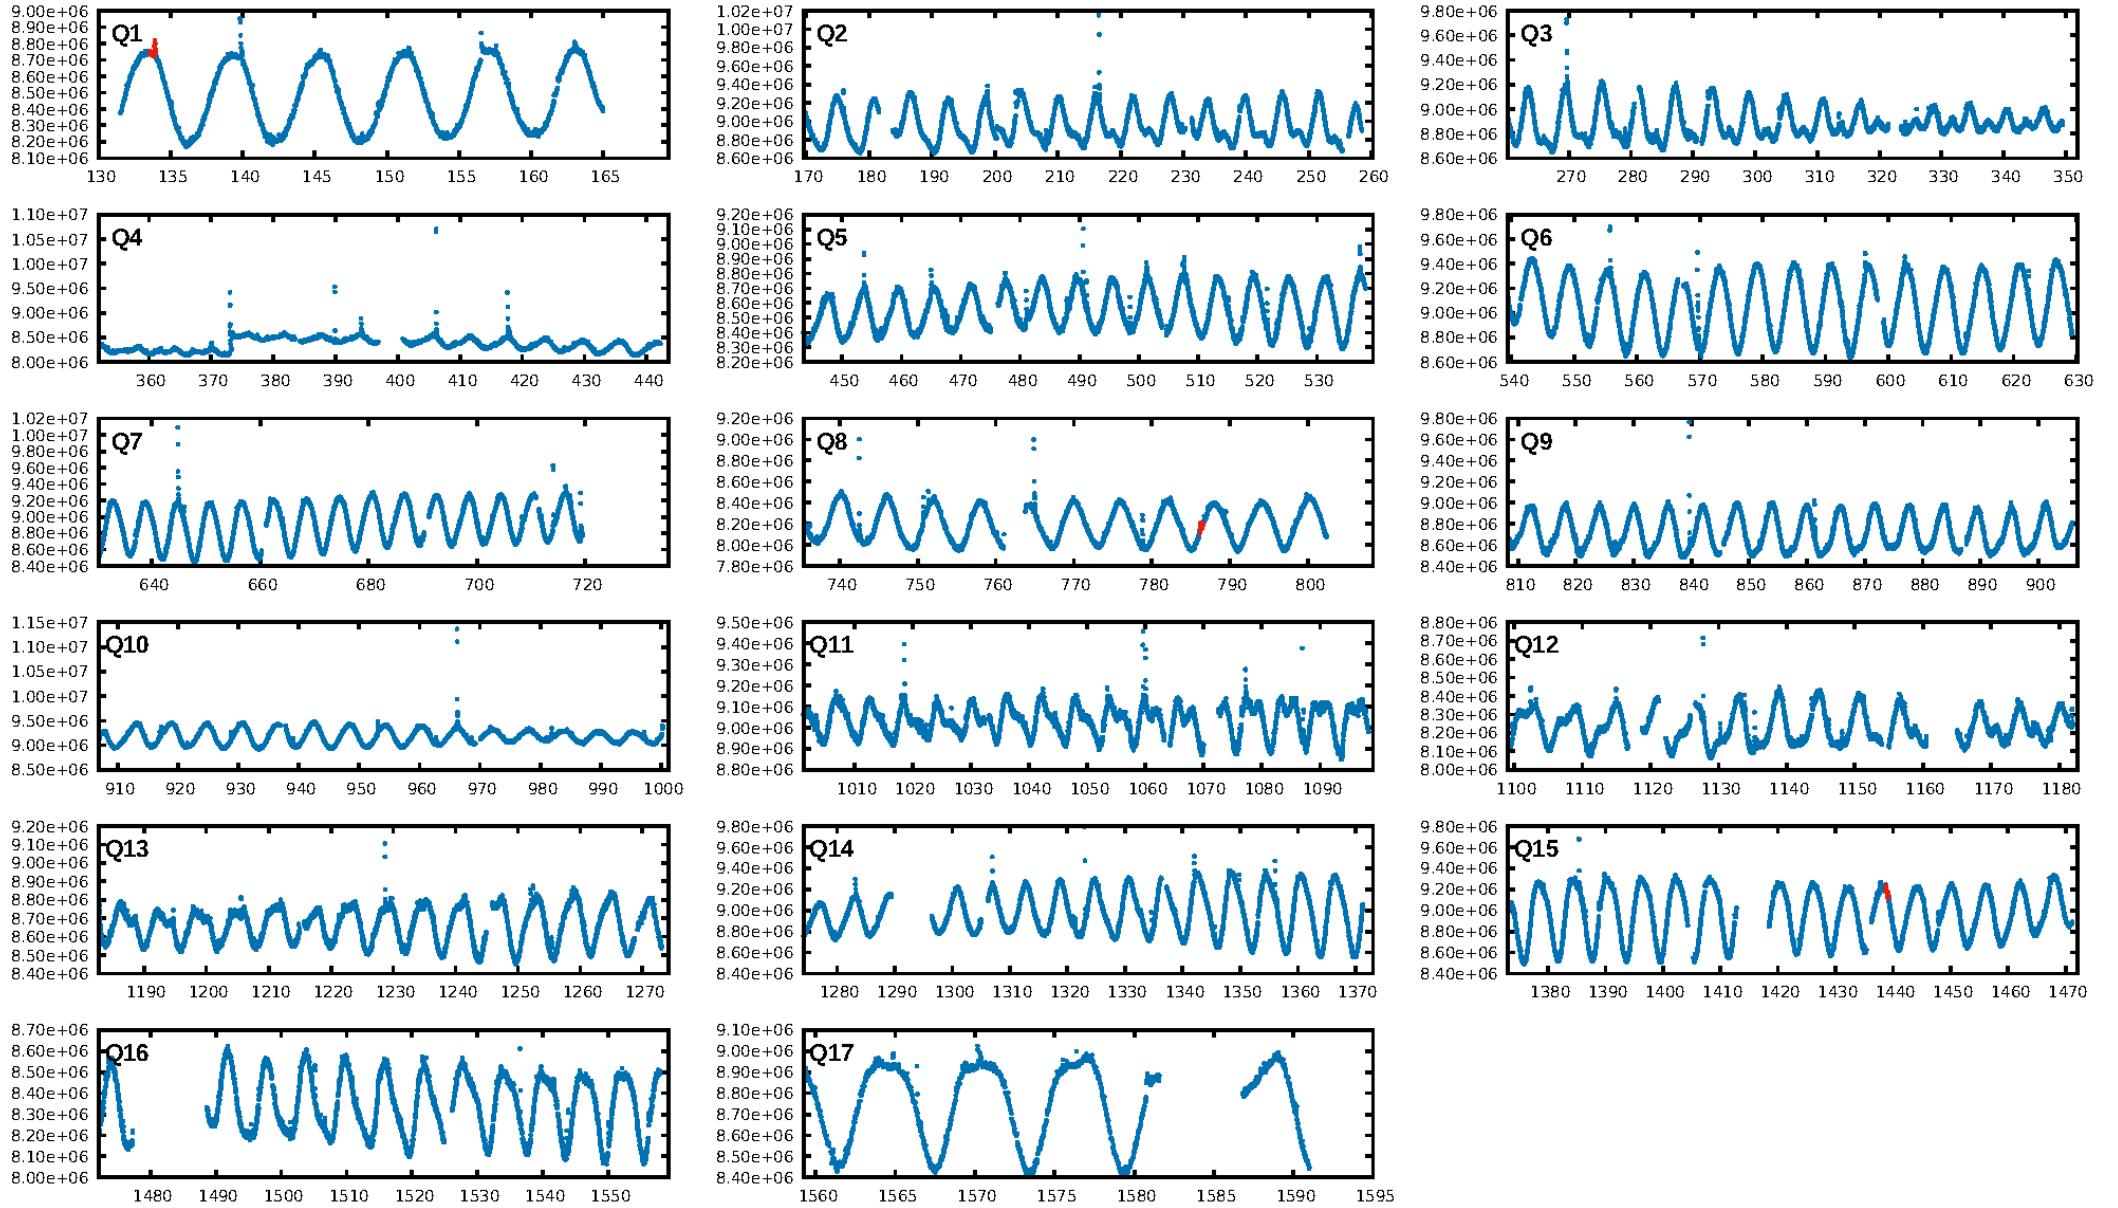 9.00e+06
8.90e+06
8.80e+06
8.70e+06
8.60e+06
8.50e+06
8.40e+06
8.30e+06
8.20e+06
8.10e+06
Q1
130 135 140 145 150 155 160 165
1.02e+07
1.00e+07
9.80e+06
9.60e+06
9.40e+06
9.20e+06
9.00e+06
8.80e+06
8.60e+06
Q2
170 180 190 200 210 220 230 240 250 260
9.80e+06
9.60e+06
9.40e+06
9.20e+06
9.00e+06
8.80e+06
8.60e+06
Q3
270 280 290 300 310 320 330 340 350
1.10e+07
1.05e+07
1.00e+07
9.50e+06
9.00e+06
8.50e+06
8.00e+06
Q4
360 370 380 390 400 410 420 430 440
9.20e+06
9.10e+06
9.00e+06
8.90e+06
8.80e+06
8.70e+06
8.60e+06
8.50e+06
8.40e+06
8.30e+06
8.20e+06
Q5
450 460 470 480 490 500 510 520 530
9.80e+06
9.60e+06
9.40e+06
9.20e+06
9.00e+06
8.80e+06
8.60e+06
Q6
540 550 560 570 580 590 600 610 620 630
1.02e+07
1.00e+07
9.80e+06
9.60e+06
9.40e+06
9.20e+06
9.00e+06
8.80e+06
8.60e+06
8.40e+06
Q7
640 660 680 700 720
9.20e+06
9.00e+06
8.80e+06
8.60e+06
8.40e+06
8.20e+06
8.00e+06
7.80e+06
Q8
740 750 760 770 780 790 800
9.80e+06
9.60e+06
9.40e+06
9.20e+06
9.00e+06
8.80e+06
8.60e+06
8.40e+06
Q9
810 820 830 840 850 860 870 880 890 900
1.15e+07
1.10e+07
1.05e+07
1.00e+07
9.50e+06
9.00e+06
8.50e+06
Q10
910 920 930 940 950 960 970 980 990 1000
9.50e+06
9.40e+06
9.30e+06
9.20e+06
9.10e+06
9.00e+06
8.90e+06
8.80e+06
Q11
1010 1020 1030 1040 1050 1060 1070 1080 1090
8.80e+06
8.70e+06
8.60e+06
8.50e+06
8.40e+06
8.30e+06
8.20e+06
8.10e+06
8.00e+06
Q12
1100 1110 1120 1130 1140 1150 1160 1170 1180
9.20e+06
9.10e+06
9.00e+06
8.90e+06
8.80e+06
8.70e+06
8.60e+06
8.50e+06
8.40e+06
Q13
1190 1200 1210 1220 1230 1240 1250 1260 1270
9.80e+06
9.60e+06
9.40e+06
9.20e+06
9.00e+06
8.80e+06
8.60e+06
8.40e+06
Q14
1280 1290 1300 1310 1320 1330 1340 1350 1360 1370
9.80e+06
9.60e+06
9.40e+06
9.20e+06
9.00e+06
8.80e+06
8.60e+06
8.40e+06
Q15
1380 1390 1400 1410 1420 1430 1440 1450 1460 1470
8.70e+06
8.60e+06
8.50e+06
8.40e+06
8.30e+06
8.20e+06
8.10e+06
8.00e+06
Q16
1480 1490 1500 1510 1520 1530 1540 1550
9.10e+06
9.00e+06
8.90e+06
8.80e+06
8.70e+06
8.60e+06
8.50e+06
8.40e+06
Q17
1560 1565 1570 1575 1580 1585 1590 1595